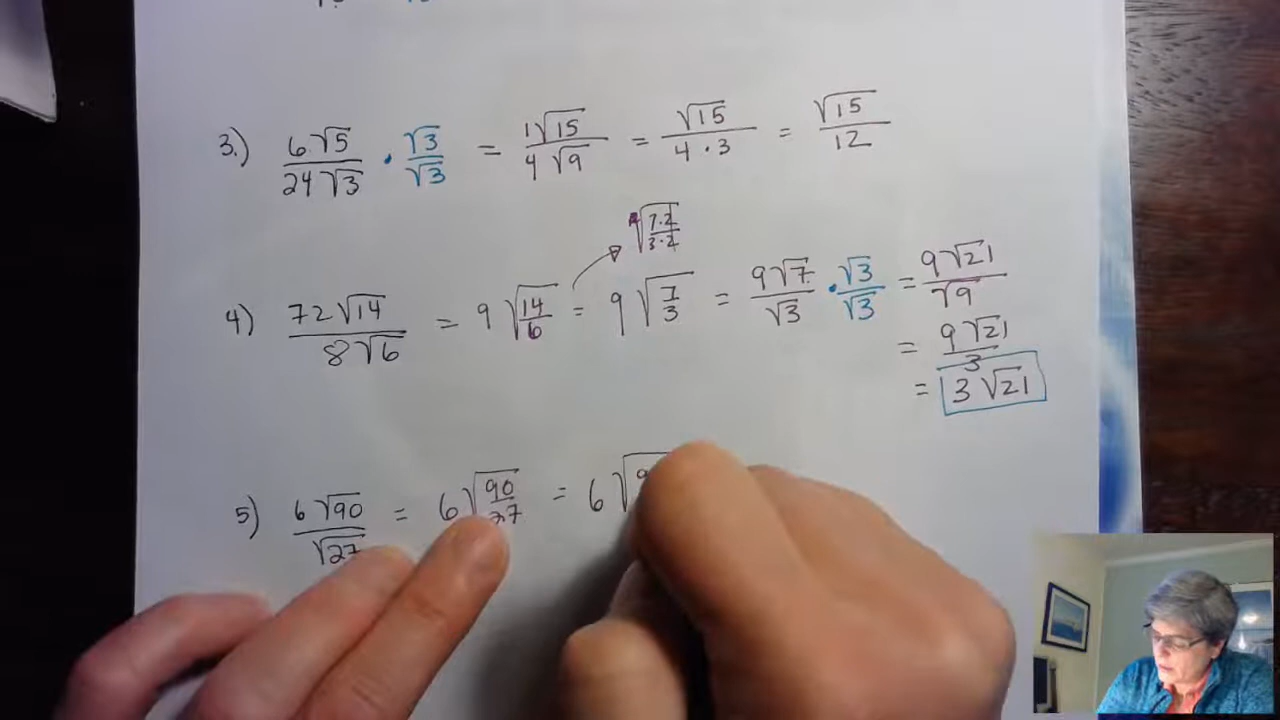 3.) 6√5/24√3 · √3/√3 = 1√15/4√9 = √15/4·3 = √15/12
√7·2/3·2
4) 72√14/8√6 = 9√14/6 = 9√7/3 = 9√7/√3 · √3/√3 = 9√21/√9
= 9√21/3
= 3√21
5) 6√90/√27 = 6√90/27 = 6√9